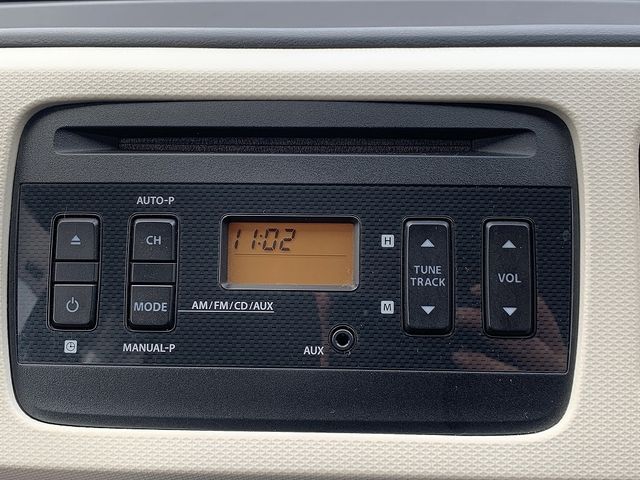 AUTO-P
CH
MODE
MANUAL-P
11:02
AM/FM/CD/AUX
AUX
H
M
TUNE
TRACK
VOL